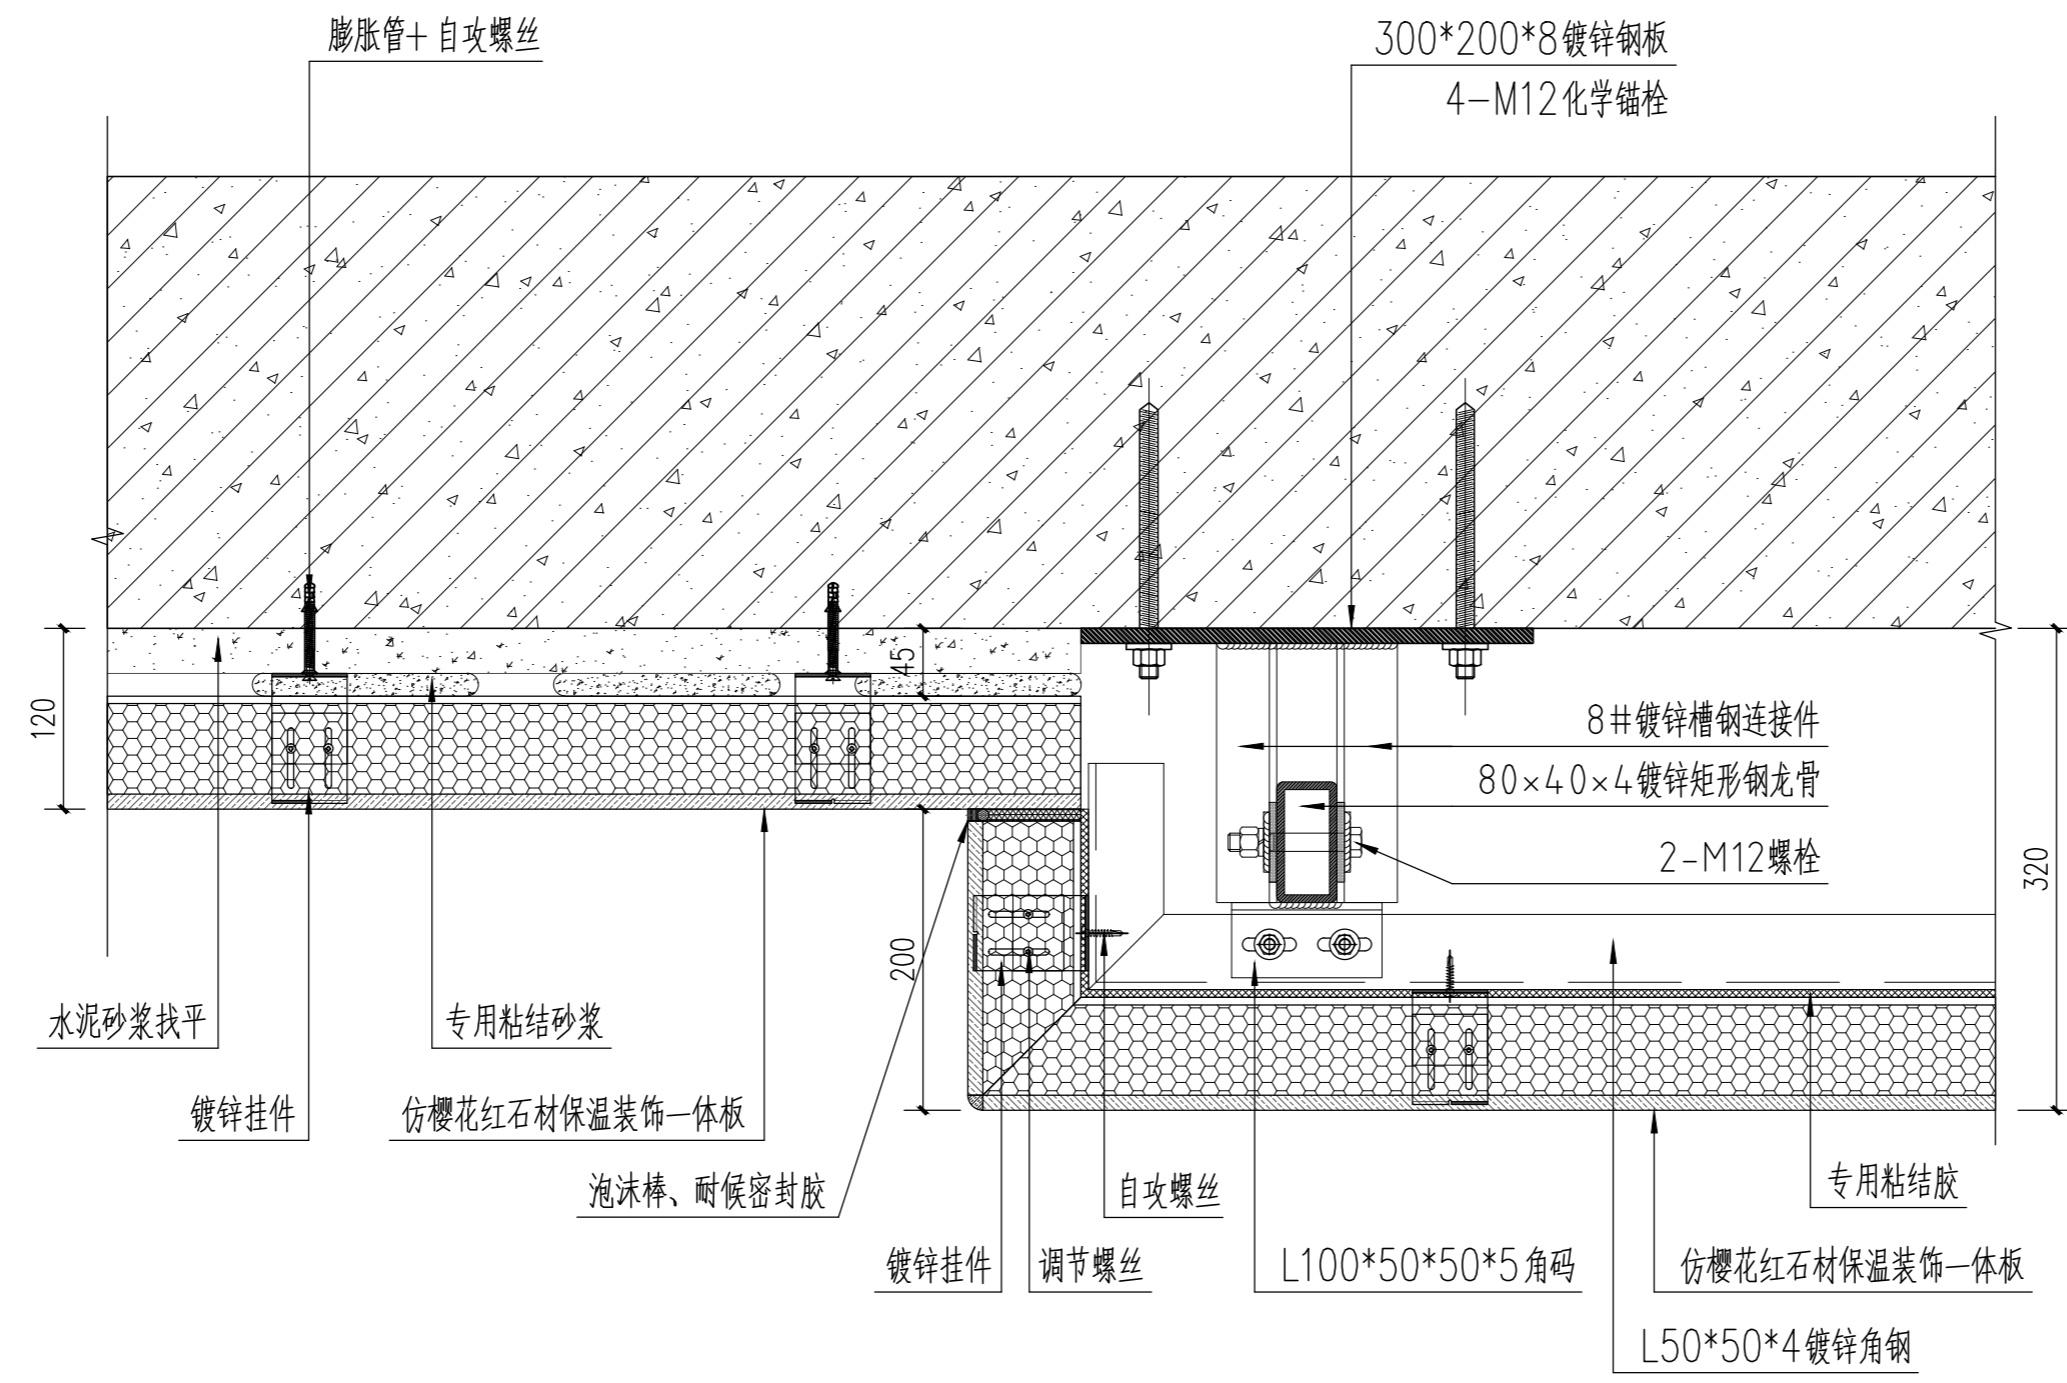 膨胀管+自攻螺丝
300*200*8镀锌钢板
4-M12化学锚栓
45
120
8#镀锌槽钢连接件
80×40×4镀锌矩形钢龙骨
2-M12螺栓
320
200
水泥砂浆找平
专用粘结砂浆
镀锌挂件
仿樱花红石材保温装饰一体板
泡沫棒、耐候密封胶
自攻螺丝
专用粘结胶
镀锌挂件
调节螺丝
L100*50*50*5角码
仿樱花红石材保温装饰一体板
L50*50*4镀锌角钢